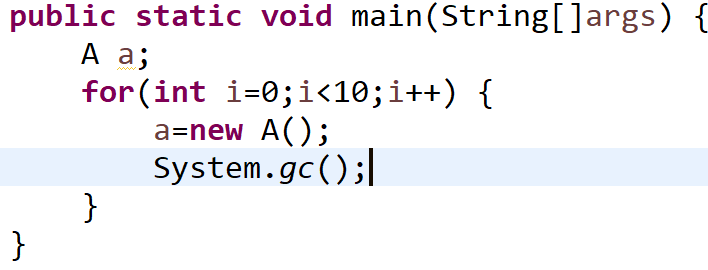 public static void main(String[]args) {
A a;
for(int i=0;i<10;i++) {
a=new A();
System.gc();
}
}